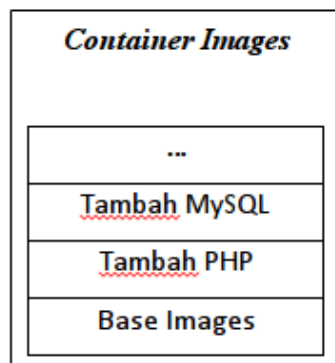 Container Images
...
Tambah MySQL
Tambah PHP
Base Images